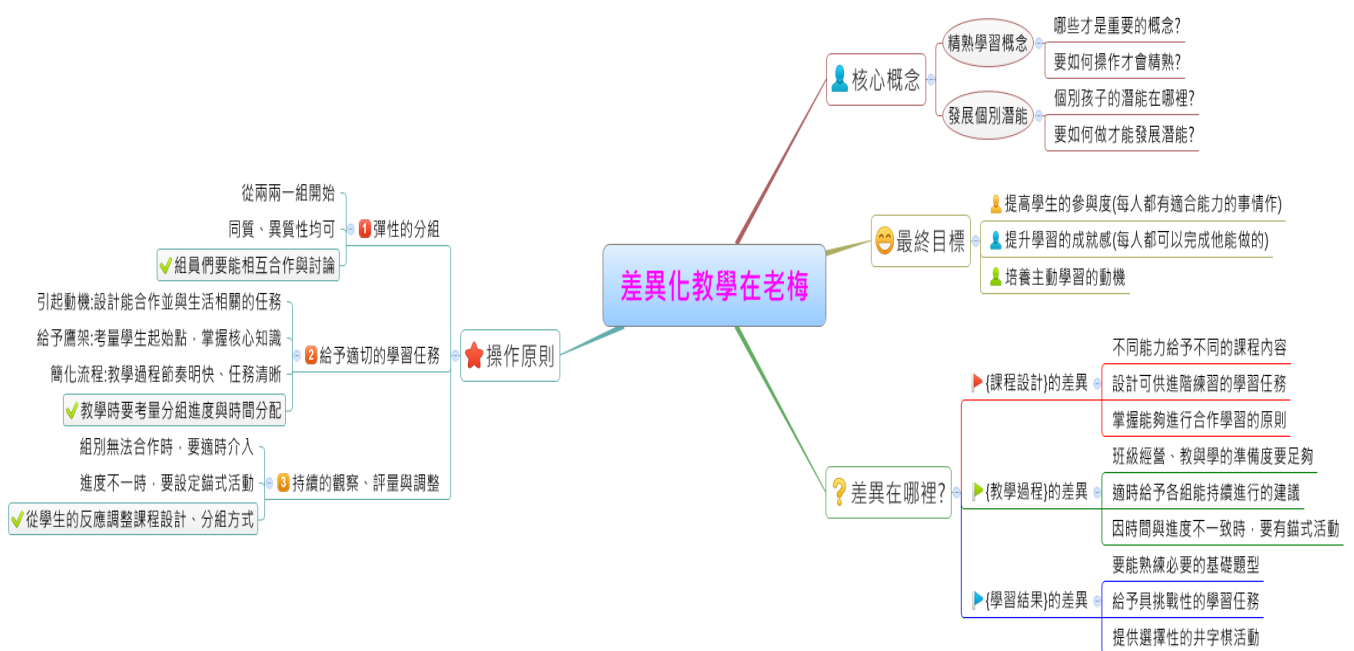 差異化教學在老梅
核心概念
精熟學習概念
哪些才是重要的概念?
要如何操作才會精熟?
發展個別潛能
個別孩子的潛能在哪裡?
要如何做才能發展潛能?
最終目標
提高學生的參與度(每人都有適合能力的事情作)
提升學習的成就感(每人都可以完成他能做的)
培養主動學習的動機
差異在哪裡?
{課程設計}的差異
不同能力給予不同的課程內容
設計可供進階練習的學習任務
掌握能夠進行合作學習的原則
{教學過程}的差異
班級經營、教與學的準備度要足夠
適時給予各組能持續進行的建議
因時間與進度不一致時，要有錨式活動
{學習結果}的差異
要能熟練必要的基礎題型
給予具挑戰性的學習任務
提供選擇性的井字棋活動
操作原則
1 彈性的分組
從兩兩一組開始
同質、異質性均可
組員們要能相互合作與討論
2 給予適切的學習任務
引起動機:設計能合作並與生活相關的任務
給予鷹架:考量學生起始點，掌握核心知識
簡化流程:教學過程節奏明快、任務清晰
教學時要考量分組進度與時間分配
3 持續的觀察、評量與調整
組別無法合作時，要適時介入
進度不一時，要設定錨式活動
從學生的反應調整課程設計、分組方式